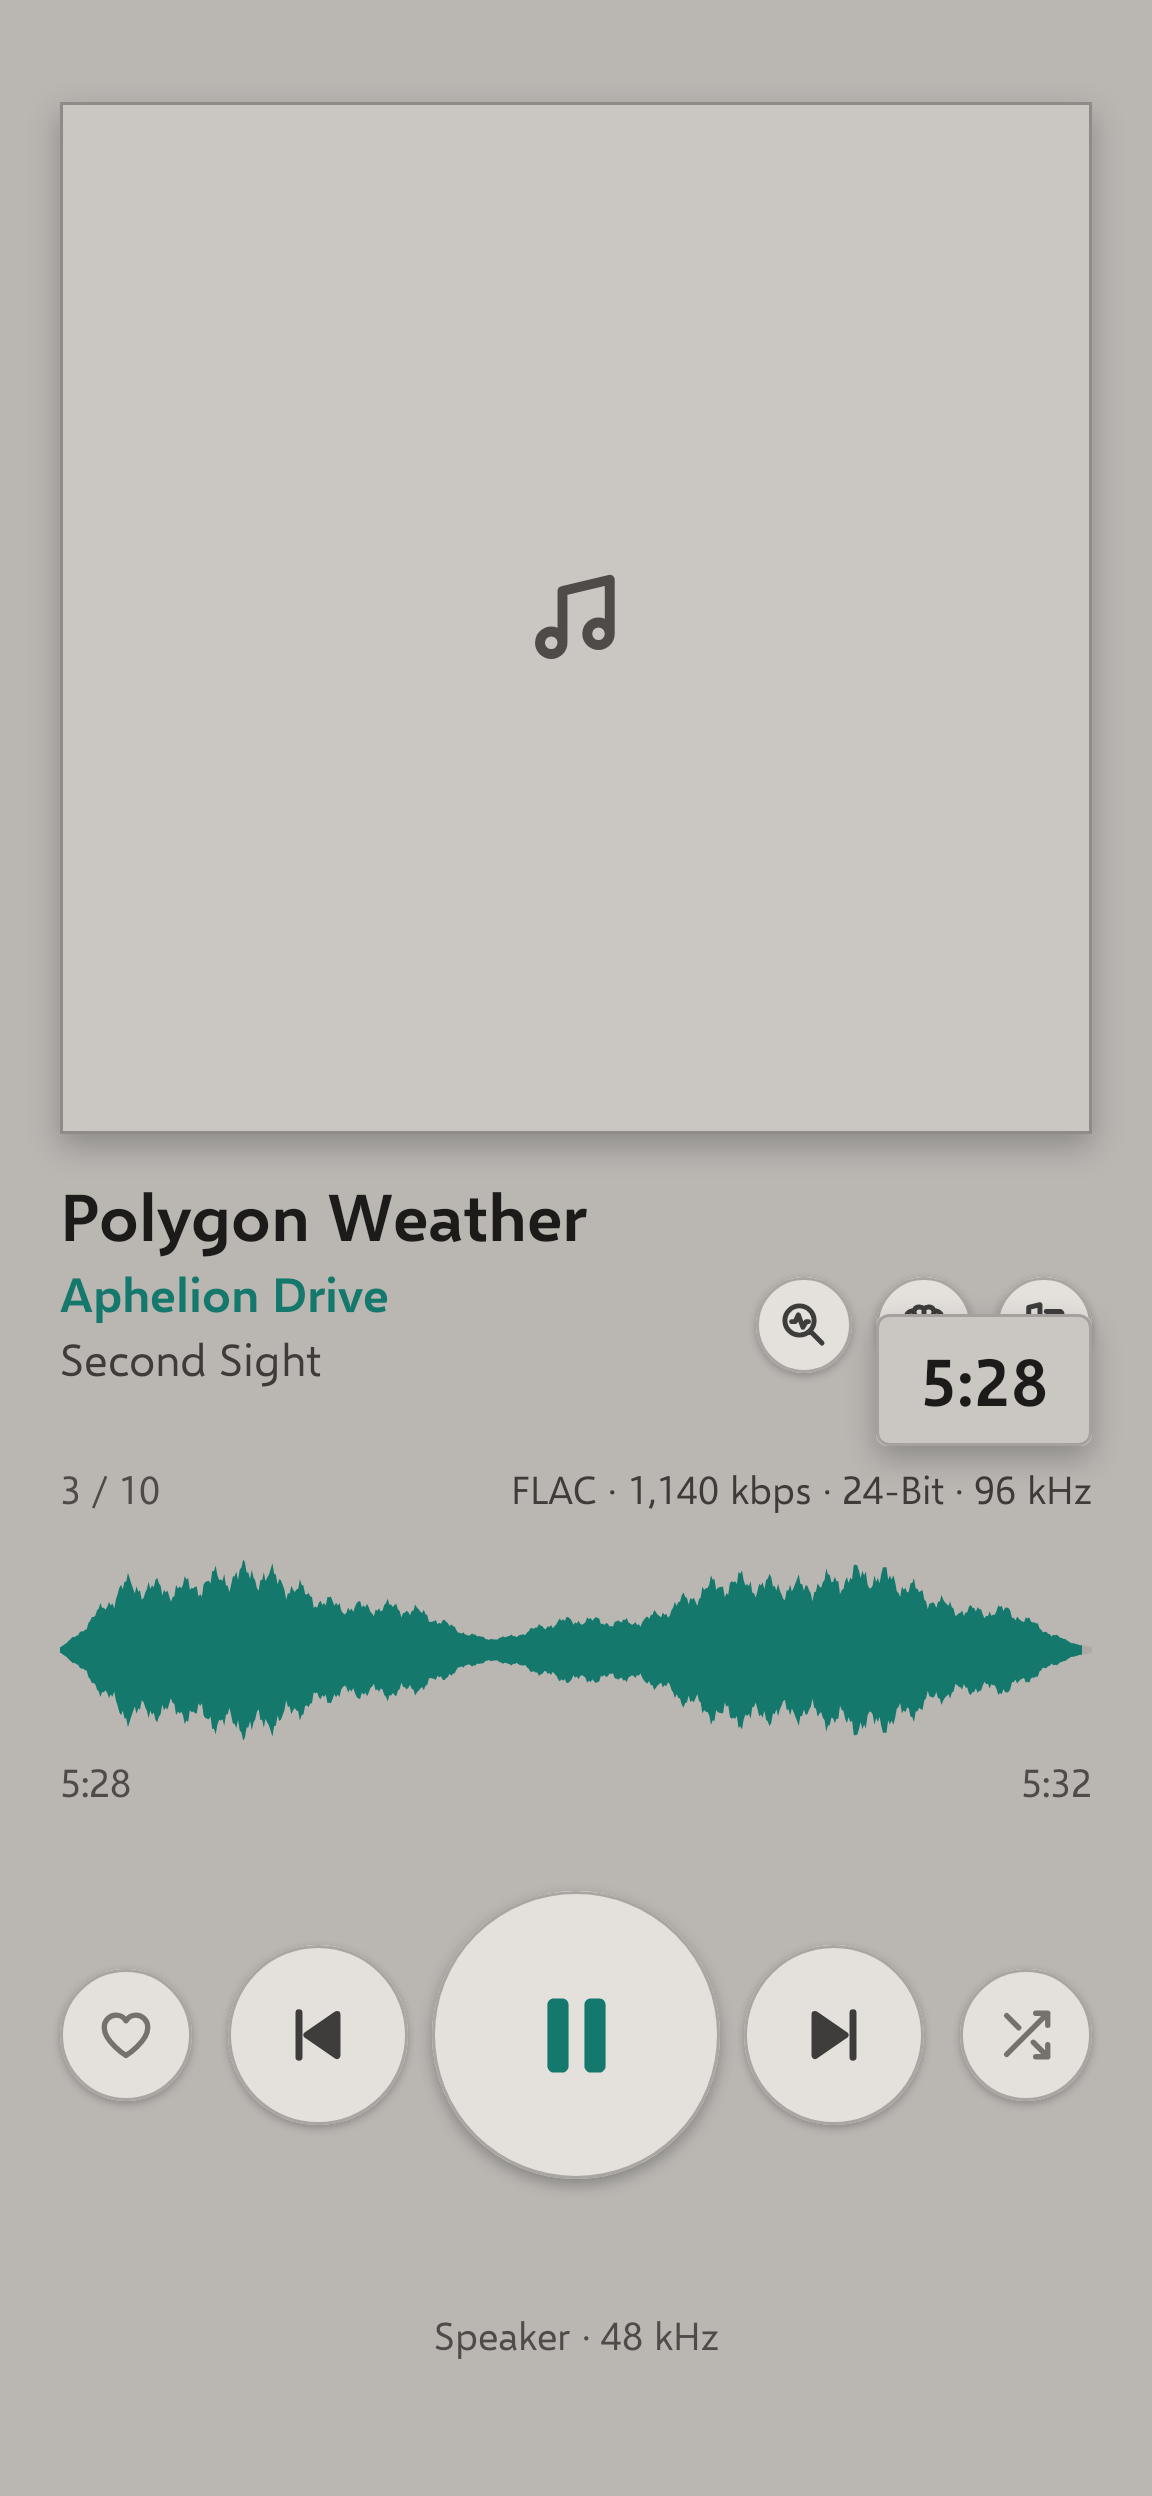 Polygon Weather
Aphelion Drive
Second Sight
5:28
3 / 10
FLAC · 1,140 kbps · 24-Bit · 96 kHz
5:28
5:32
Speaker · 48 kHz